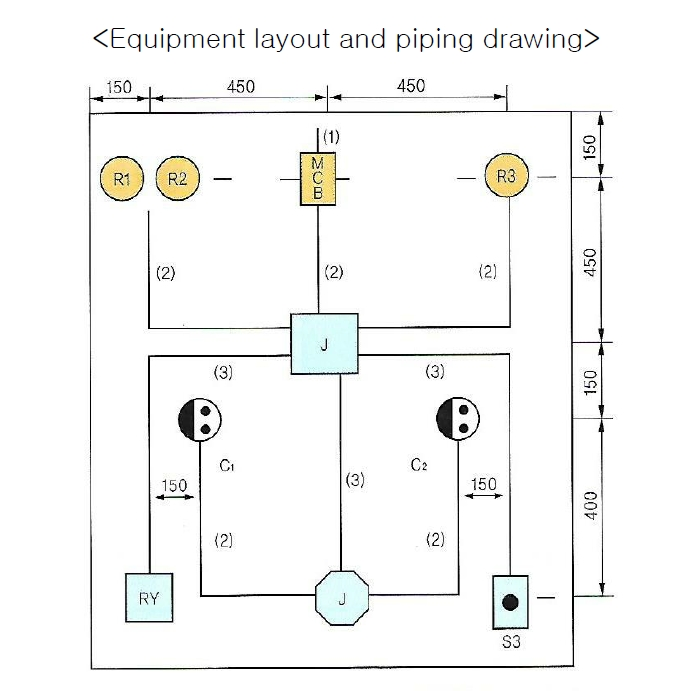 <Equipment layout and piping drawing>
150 450 450
(1)
150
R1 R2 M C B R3
(2) (2) (2) 450
J
(3) (3) 150
C1 C2
150 (3) 150
400
(2) (2)
RY J
S3